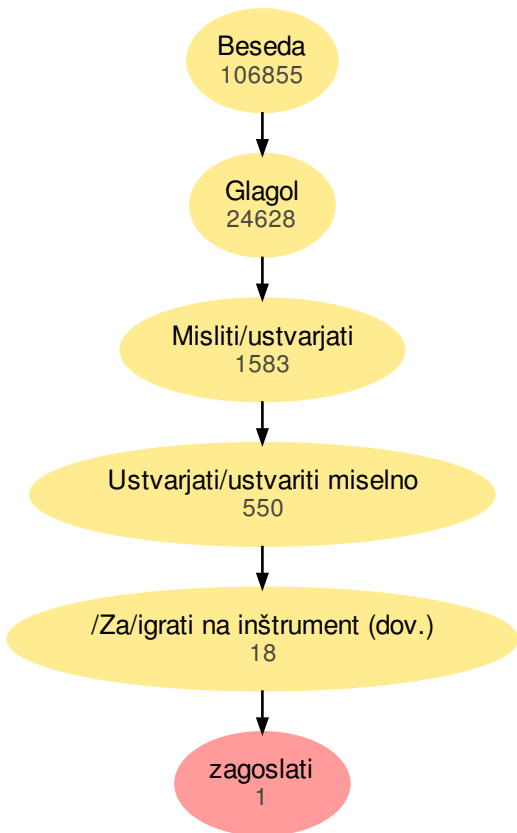 Beseda
106855
Glagol
24628
Misliti/ustvarjati
1583
Ustvarjati/ustvariti miselno
550
/Za/igrati na inštrument (dov.)
18
zagoslati
1